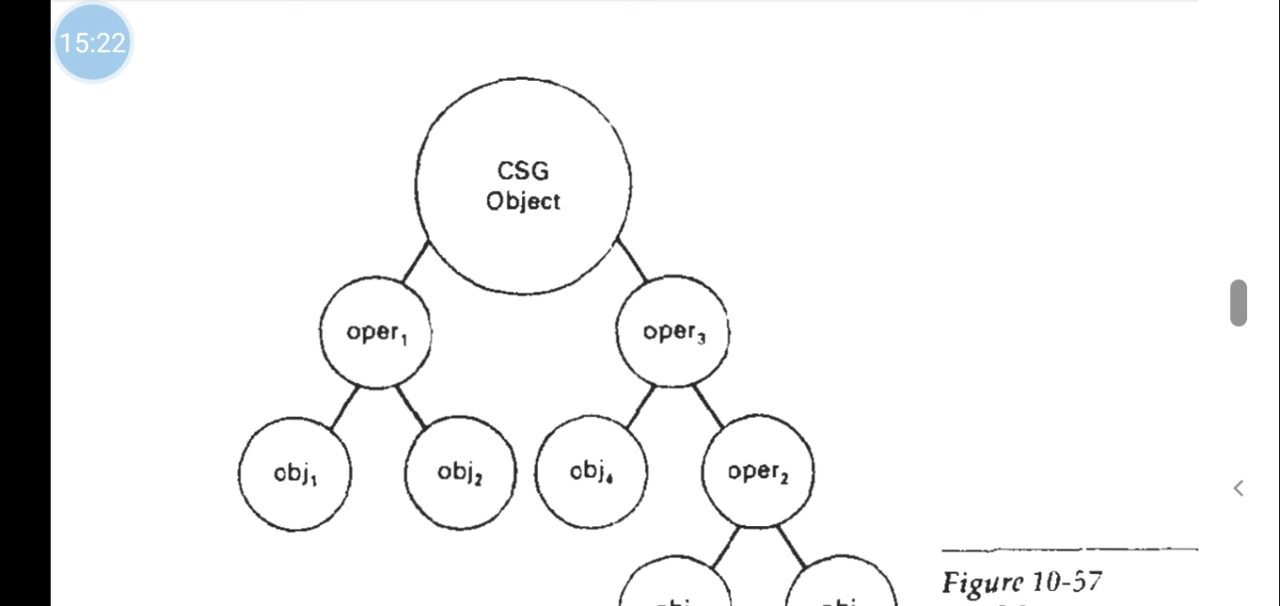 15:22
CSG
Object
oper₁
oper₃
obj₁
obj₂
obj₄
oper₂
Figure 10-57